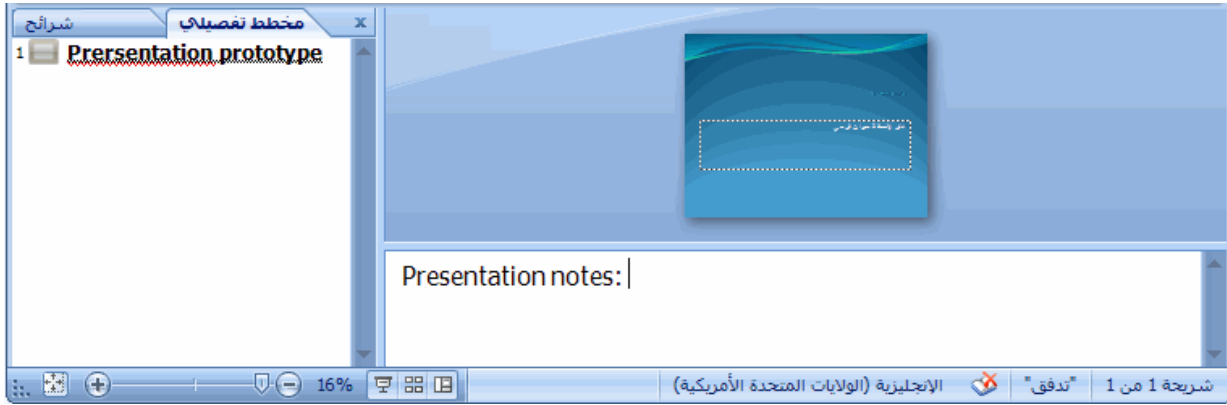 شرائح
مخطط تفصيلي
x
1 Prersentation prototype
Presentation notes:
شريحة 1 من 1
"تدفق"
الإنجليزية (الولايات المتحدة الأمريكية)
16%